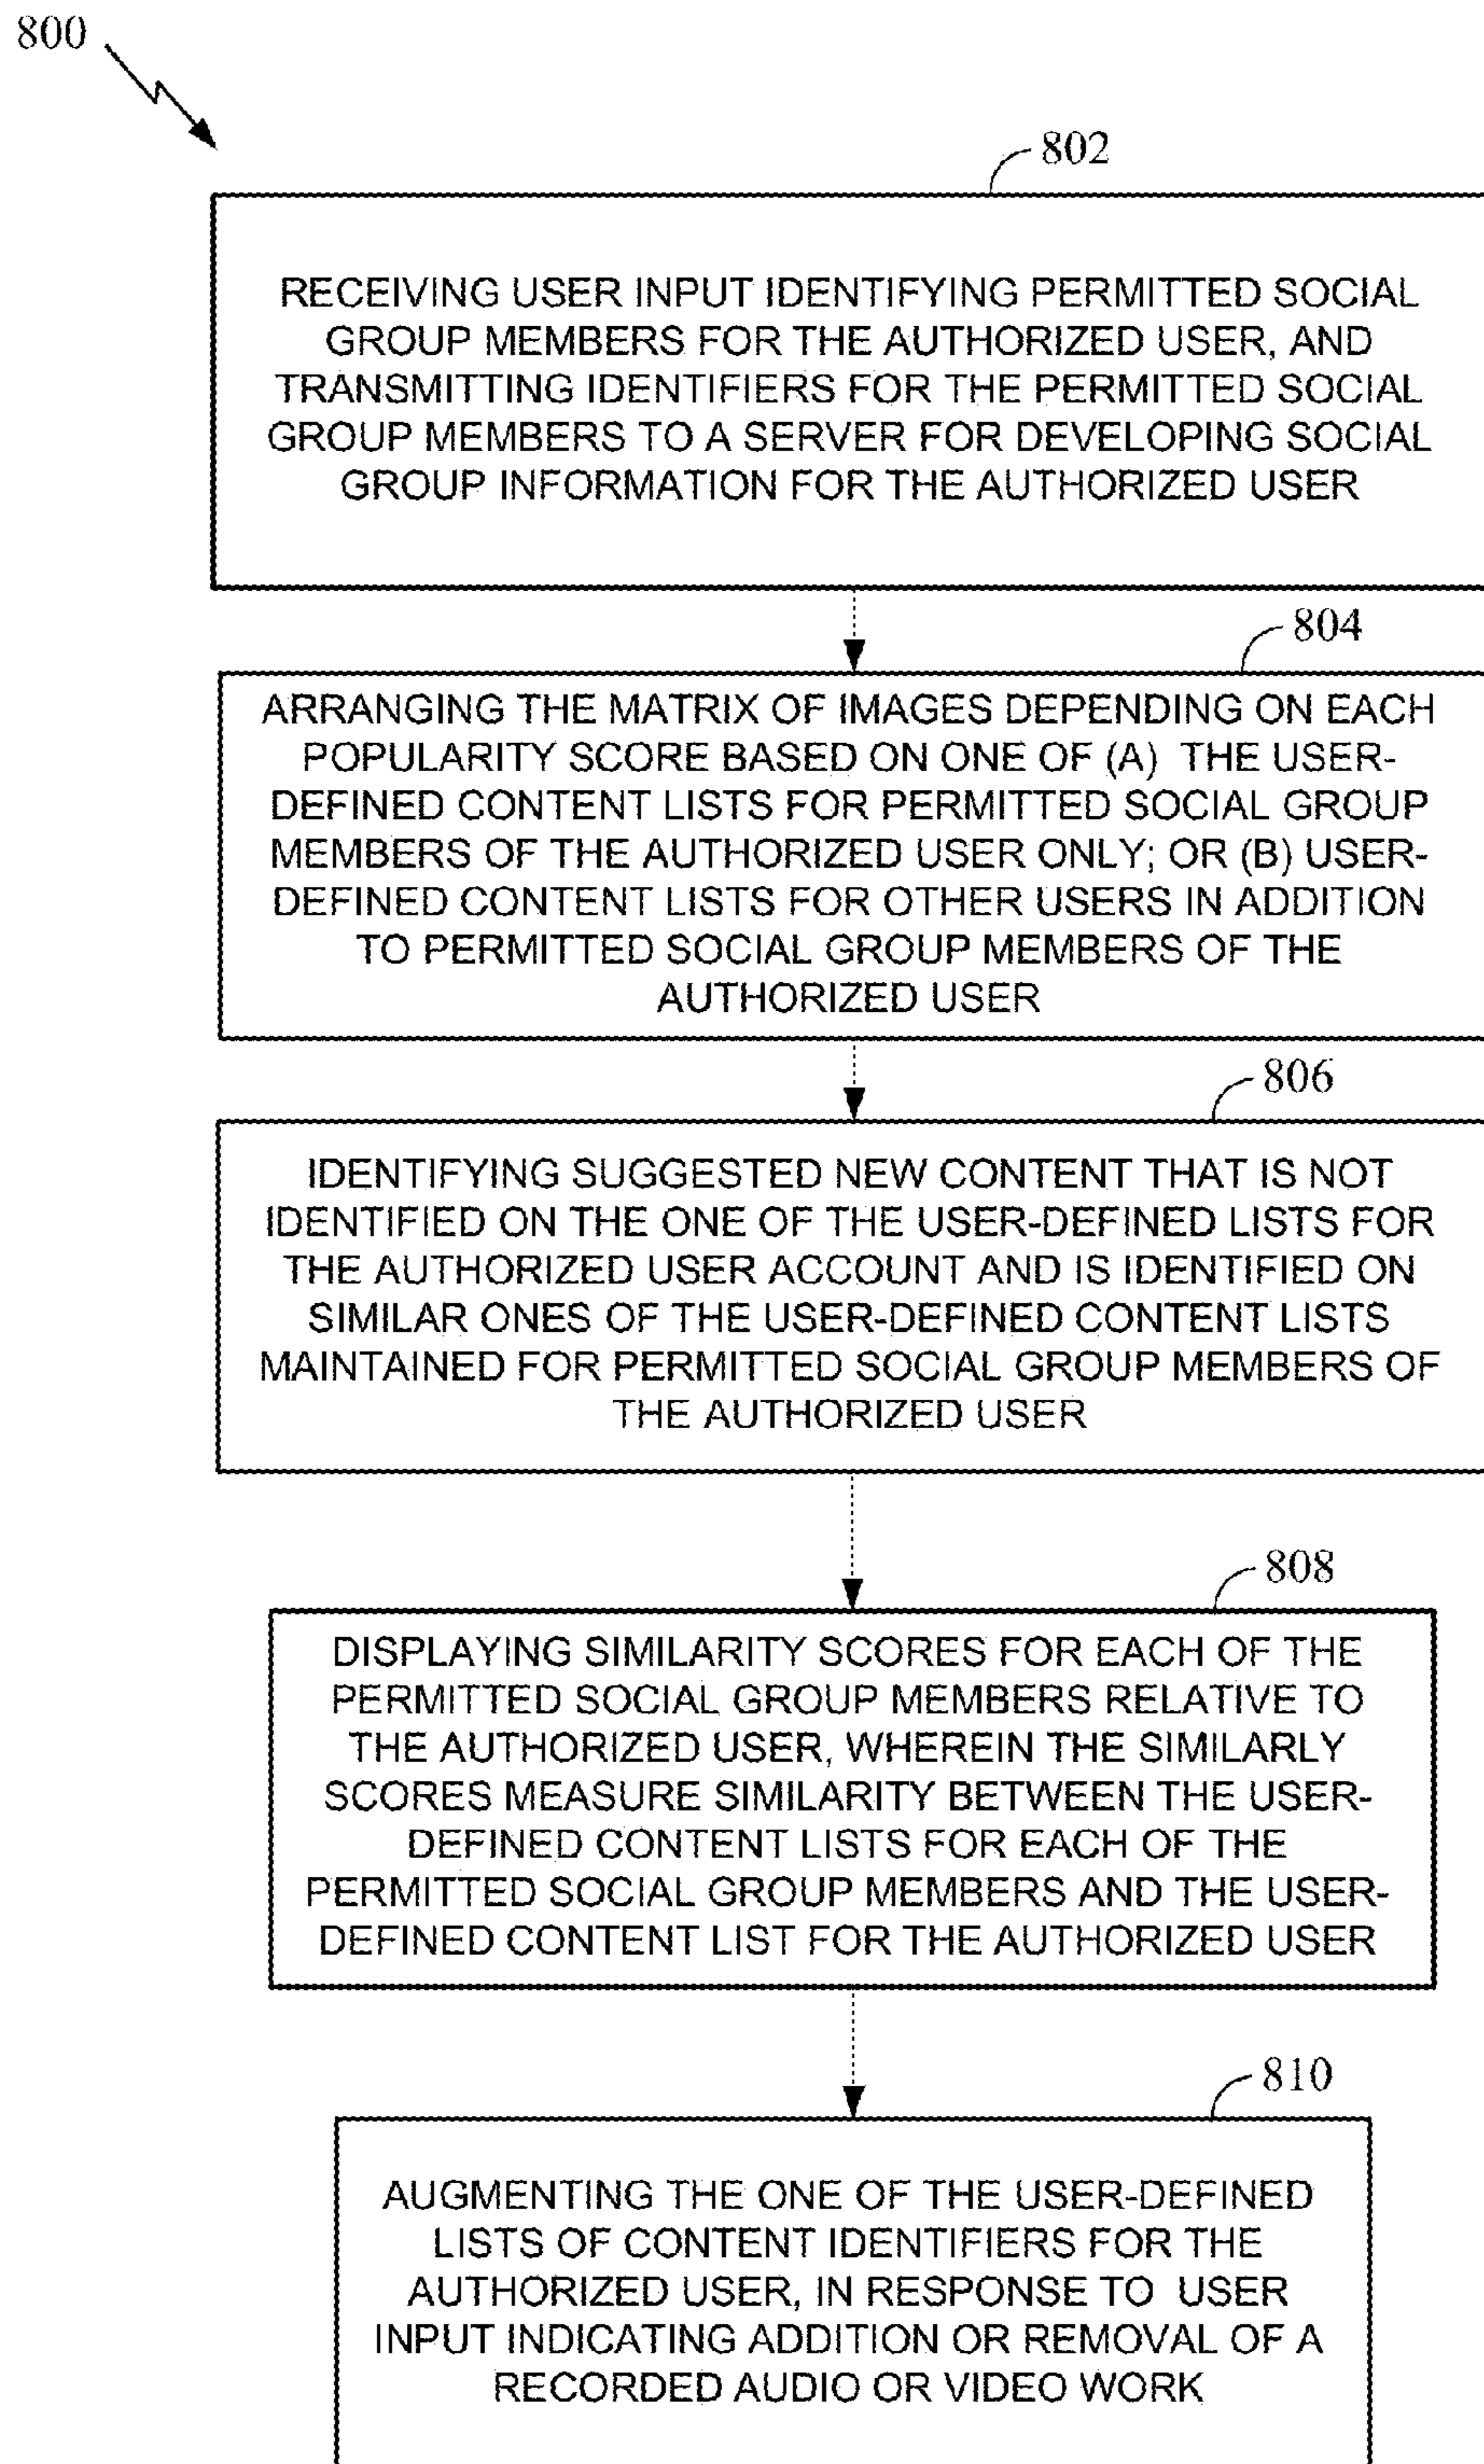 800
802
RECEIVING USER INPUT IDENTIFYING PERMITTED SOCIAL
GROUP MEMBERS FOR THE AUTHORIZED USER, AND
TRANSMITTING IDENTIFIERS FOR THE PERMITTED SOCIAL
GROUP MEMBERS TO A SERVER FOR DEVELOPING SOCIAL
GROUP INFORMATION FOR THE AUTHORIZED USER
804
ARRANGING THE MATRIX OF IMAGES DEPENDING ON EACH
POPULARITY SCORE BASED ON ONE OF (A) THE USER-
DEFINED CONTENT LISTS FOR PERMITTED SOCIAL GROUP
MEMBERS OF THE AUTHORIZED USER ONLY; OR (B) USER-
DEFINED CONTENT LISTS FOR OTHER USERS IN ADDITION
TO PERMITTED SOCIAL GROUP MEMBERS OF THE
AUTHORIZED USER
806
IDENTIFYING SUGGESTED NEW CONTENT THAT IS NOT
IDENTIFIED ON THE ONE OF THE USER-DEFINED LISTS FOR
THE AUTHORIZED USER ACCOUNT AND IS IDENTIFIED ON
SIMILAR ONES OF THE USER-DEFINED CONTENT LISTS
MAINTAINED FOR PERMITTED SOCIAL GROUP MEMBERS OF
THE AUTHORIZED USER
808
DISPLAYING SIMILARITY SCORES FOR EACH OF THE
PERMITTED SOCIAL GROUP MEMBERS RELATIVE TO
THE AUTHORIZED USER, WHEREIN THE SIMILARLY
SCORES MEASURE SIMILARITY BETWEEN THE USER-
DEFINED CONTENT LISTS FOR EACH OF THE
PERMITTED SOCIAL GROUP MEMBERS AND THE USER-
DEFINED CONTENT LIST FOR THE AUTHORIZED USER
810
AUGMENTING THE ONE OF THE USER-DEFINED
LISTS OF CONTENT IDENTIFIERS FOR THE
AUTHORIZED USER, IN RESPONSE TO USER
INPUT INDICATING ADDITION OR REMOVAL OF A
RECORDED AUDIO OR VIDEO WORK